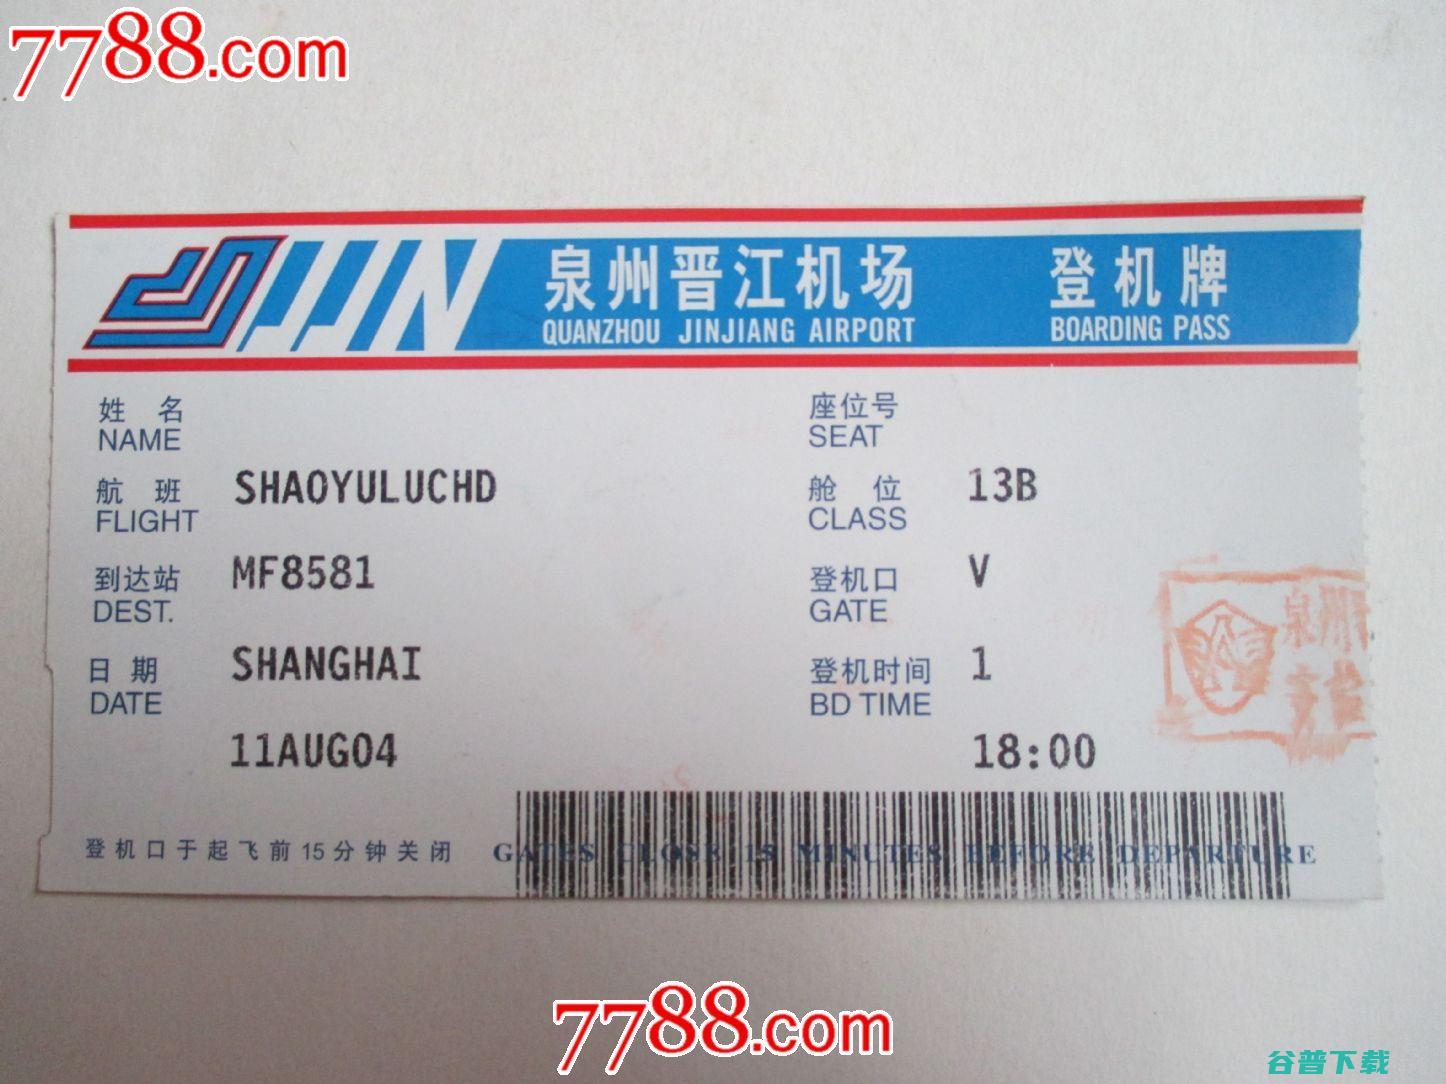 7788.com
JJIN
泉州晋江机场 登机牌
QUANZHOU JINJIANG AIRPORT BOARDING PASS
姓 名 座位号
NAME SEAT
SHAOYULUCHD 13B
航 班 舱 位
FLIGHT CLASS
MF8581 V
到达站 登机口
DEST. GATE
SHANGHAI 1
日 期 登机时间
DATE BD TIME
11AUG04 18:00
泉州
登机口于起飞前15分钟关闭 GATES CLOSE 15 MINUTES BEFORE DEPARTURE
7788.com
谷普下载